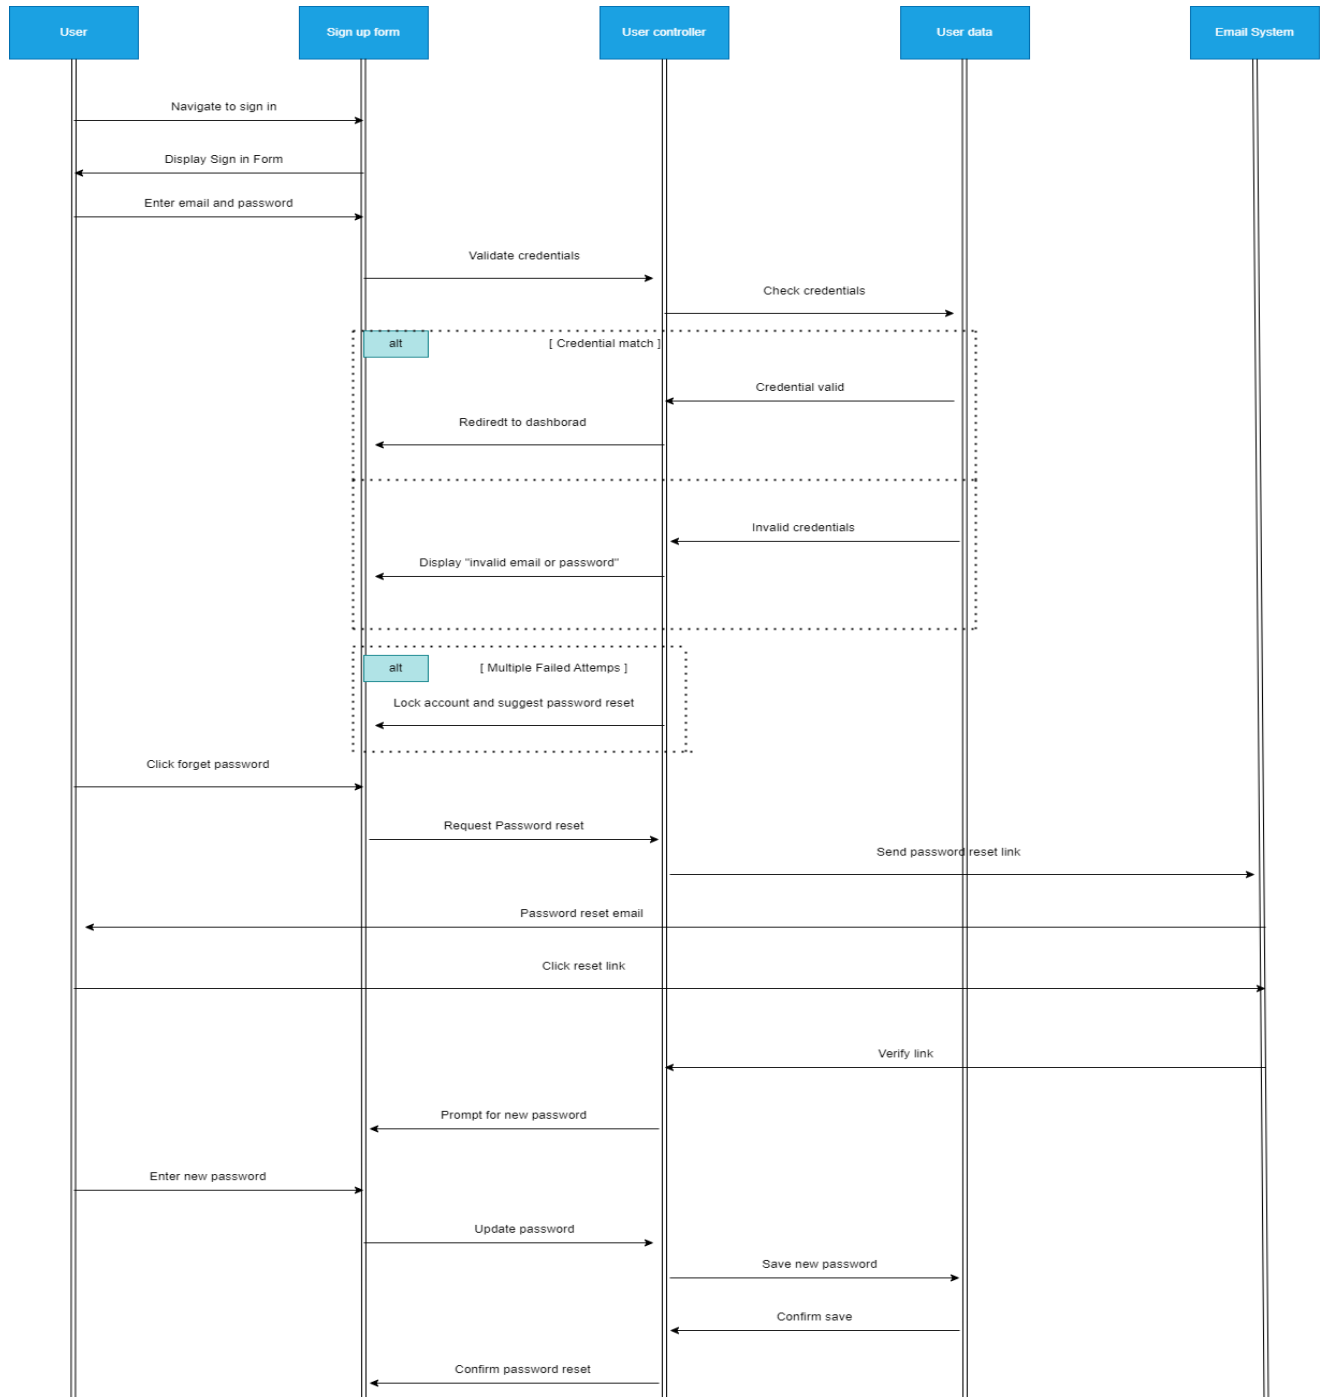 User
Sign up form
User controller
User data
Email System
Navigate to sign in
Display Sign in Form
Enter email and password
Validate credentials
Check credentials
alt
[ Credential match ]
Credential valid
Rediredt to dashborad
Invalid credentials
Display "invalid email or password"
alt
[ Multiple Failed Attemps ]
Lock account and suggest password reset
Click forget password
Request Password reset
Send password reset link
Password reset email
Click reset link
Verify link
Prompt for new password
Enter new password
Update password
Save new password
Confirm save
Confirm password reset